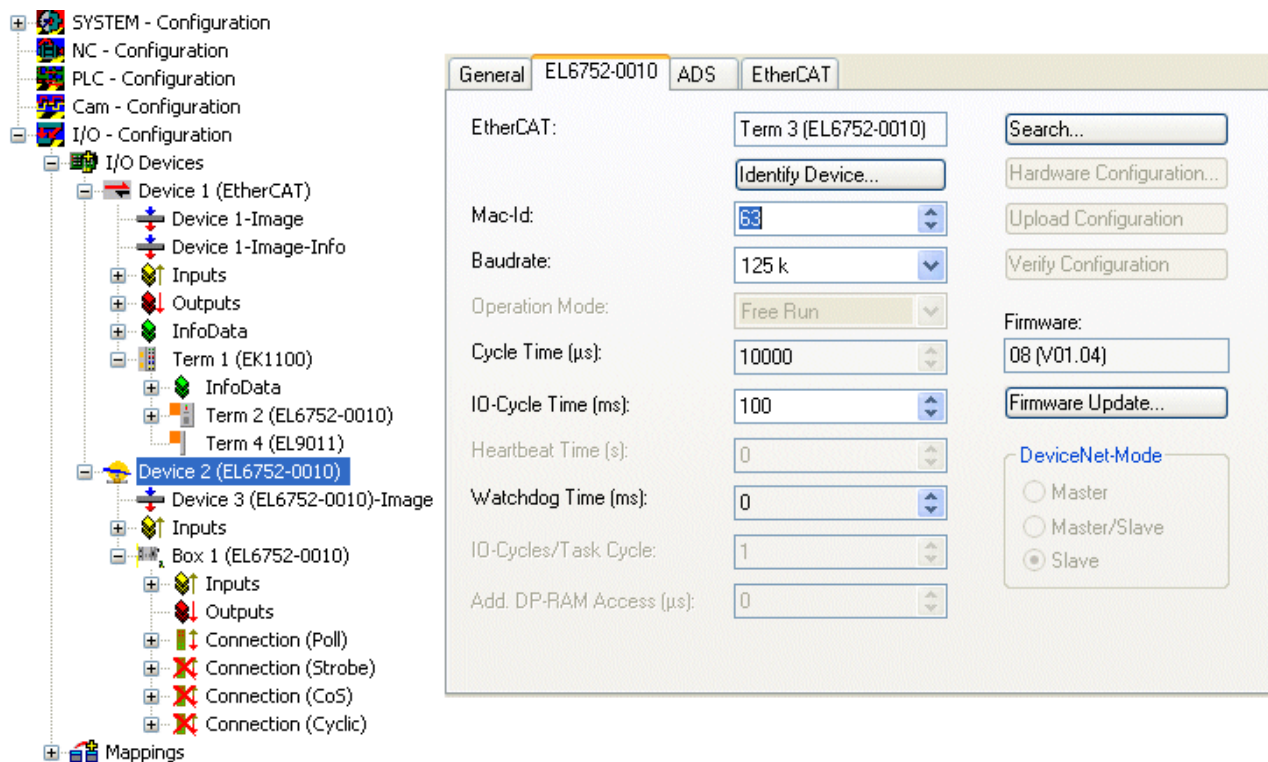 SYSTEM - Configuration
NC - Configuration
PLC - Configuration
Cam - Configuration
I/O - Configuration
I/O Devices
Device 1 (EtherCAT)
Device 1-Image
Device 1-Image-Info
Inputs
Outputs
InfoData
Term 1 (EK1100)
InfoData
Term 2 (EL6752-0010)
Term 4 (EL9011)
Device 2 (EL6752-0010)
Device 3 (EL6752-0010)-Image
Inputs
Box 1 (EL6752-0010)
Inputs
Outputs
Connection (Poll)
Connection (Strobe)
Connection (CoS)
Connection (Cyclic)
Mappings
General EL6752-0010 ADS EtherCAT
EtherCAT: Term 3 (EL6752-0010) Search...
Identify Device... Hardware Configuration...
Mac-Id: 63 Upload Configuration
Baudrate: 125 k Verify Configuration
Operation Mode: Free Run
Firmware:
Cycle Time (µs): 10000 08 (V01.04)
IO-Cycle Time (ms): 100 Firmware Update...
Heartbeat Time (s): 0 DeviceNet-Mode
Master
Watchdog Time (ms): 0
Master/Slave
IO-Cycles/Task Cycle: 1 Slave
Add. DP-RAM Access (µs): 0